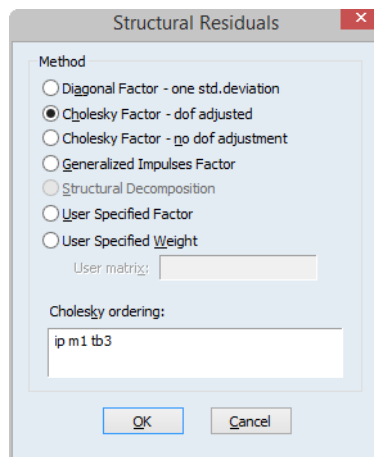 Structural Residuals
Method
Diagonal Factor - one std.deviation
Cholesky Factor - dof adjusted
Cholesky Factor - no dof adjustment
Generalized Impulses Factor
Structural Decomposition
User Specified Factor
User Specified Weight
User matrix:
Cholesky ordering:
ip m1 tb3
OK Cancel